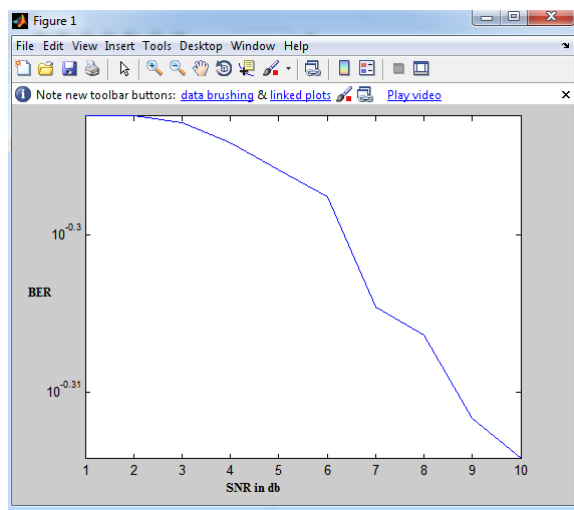 Figure 1
File Edit View Insert Tools Desktop Window Help
Note new toolbar buttons: data brushing & linked plots Play video
10^-0.3
BER
10^-0.31
1 2 3 4 5 6 7 8 9 10
SNR in db